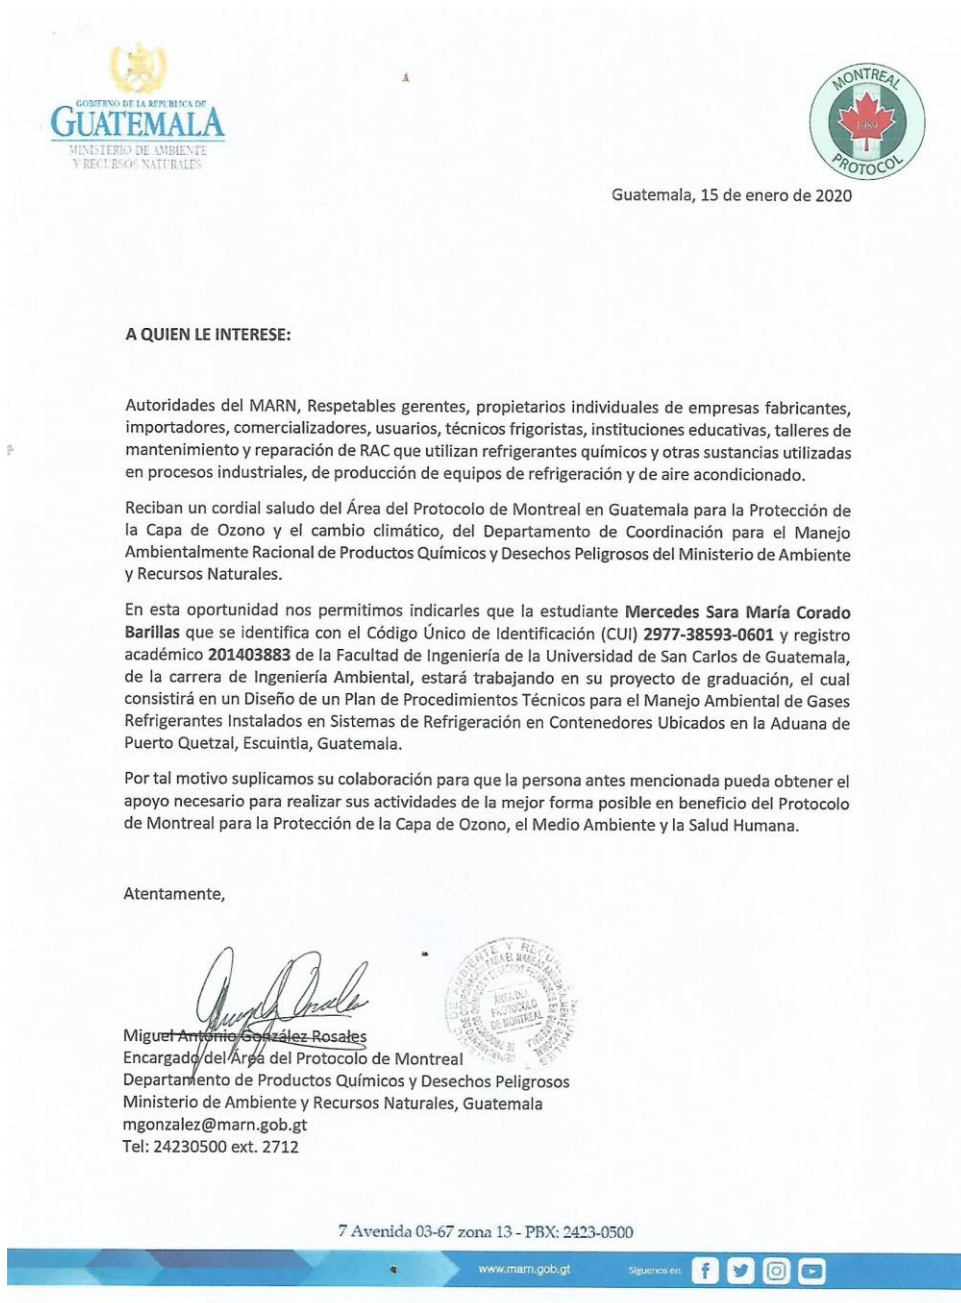 GOBIERNO DE LA REPUBLICA DE
GUATEMALA
MINISTERIO DE AMBIENTE
Y RECURSOS NATURALES
MONTREAL
1989
PROTOCOL
Guatemala, 15 de enero de 2020
A QUIEN LE INTERESE:
Autoridades del MARN, Respetables gerentes, propietarios individuales de empresas fabricantes,
importadores, comercializadores, usuarios, técnicos frigoristas, instituciones educativas, talleres de
mantenimiento y reparación de RAC que utilizan refrigerantes químicos y otras sustancias utilizadas
en procesos industriales, de producción de equipos de refrigeración y de aire acondicionado.
Reciban un cordial saludo del Área del Protocolo de Montreal en Guatemala para la Protección de
la Capa de Ozono y el cambio climático, del Departamento de Coordinación para el Manejo
Ambientalmente Racional de Productos Químicos y Desechos Peligrosos del Ministerio de Ambiente
y Recursos Naturales.
En esta oportunidad nos permitimos indicarles que la estudiante Mercedes Sara María Corado
Barillas que se identifica con el Código Único de Identificación (CUI) 2977-38593-0601 y registro
académico 201403883 de la Facultad de Ingeniería de la Universidad de San Carlos de Guatemala,
de la carrera de Ingeniería Ambiental, estará trabajando en su proyecto de graduación, el cual
consistirá en un Diseño de un Plan de Procedimientos Técnicos para el Manejo Ambiental de Gases
Refrigerantes Instalados en Sistemas de Refrigeración en Contenedores Ubicados en la Aduana de
Puerto Quetzal, Escuintla, Guatemala.
Por tal motivo suplicamos su colaboración para que la persona antes mencionada pueda obtener el
apoyo necesario para realizar sus actividades de la mejor forma posible en beneficio del Protocolo
de Montreal para la Protección de la Capa de Ozono, el Medio Ambiente y la Salud Humana.
Atentamente,
ÁREA DEL
PROTOCOLO
DE MONTREAL
Miguel Antonio González Rosales
Encargado del Área del Protocolo de Montreal
Departamento de Productos Químicos y Desechos Peligrosos
Ministerio de Ambiente y Recursos Naturales, Guatemala
mgonzalez@marn.gob.gt
Tel: 24230500 ext. 2712
7 Avenida 03-67 zona 13 - PBX: 2423-0500
www.marn.gob.gt
Síguenos en: